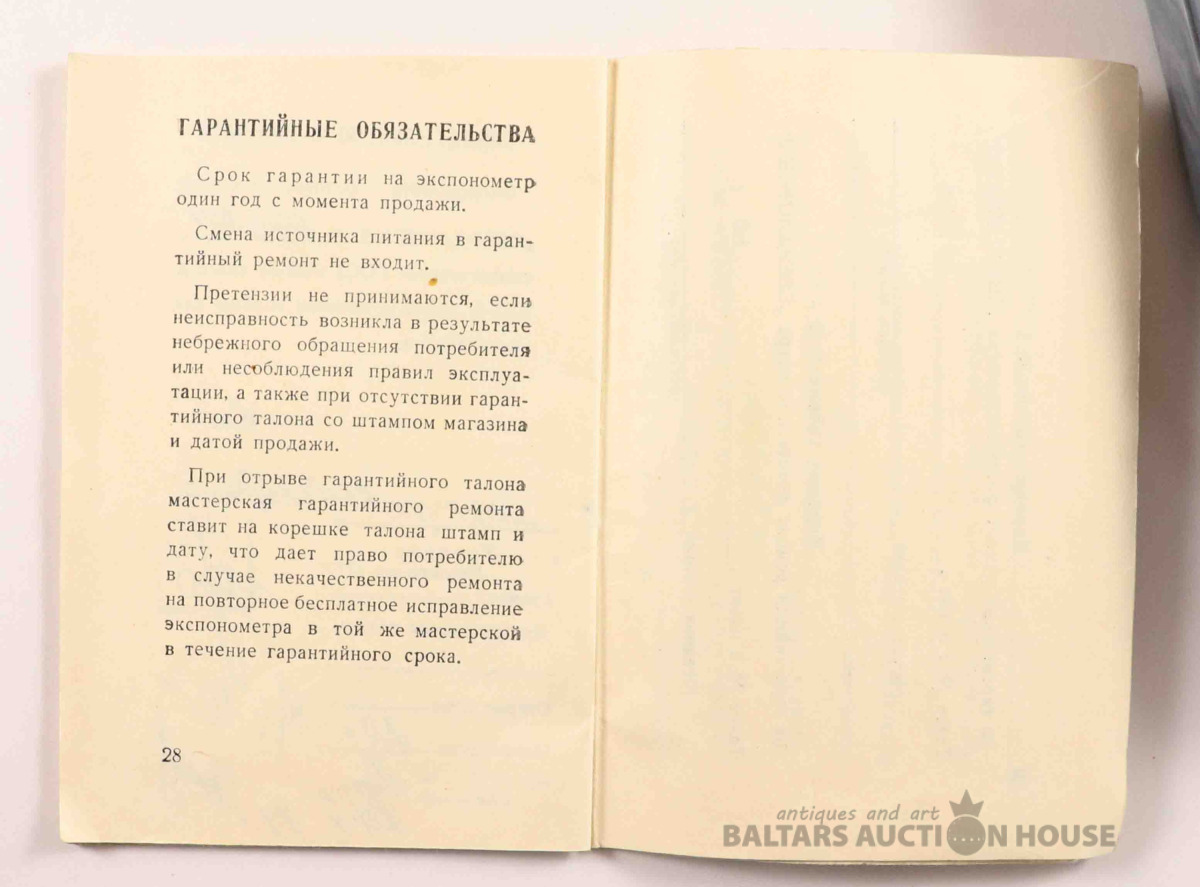 ГАРАНТИЙНЫЕ ОБЯЗАТЕЛЬСТВА
Срок гарантии на экспонометр
один год с момента продажи.
Смена источника питания в гаран-
тийный ремонт не входит.
Претензии не принимаются, если
неисправность возникла в результате
небрежного обращения потребителя
или несоблюдения правил эксплуа-
тации, а также при отсутствии гаран-
тийного талона со штампом магазина
и датой продажи.
При отрыве гарантийного талона
мастерская гарантийного ремонта
ставит на корешке талона штамп и
дату, что дает право потребителю
в случае некачественного ремонта
на повторное бесплатное исправление
экспонометра в той же мастерской
в течение гарантийного срока.
28
antiques and art
BALTARS AUCTION HOUSE